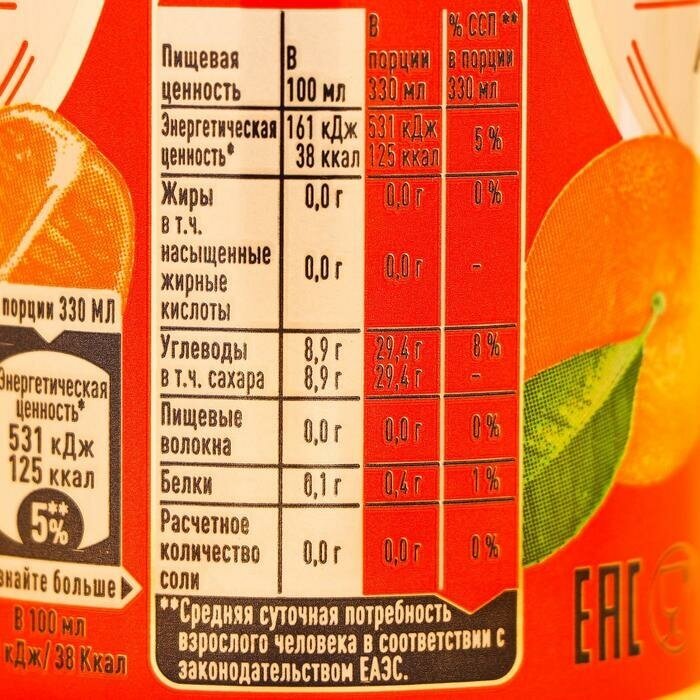 Пищевая ценность | В 100 мл | В порции 330 мл | % ССП ** в порции 330 мл
Энергетическая ценность* | 161 кДж 38 ккал | 531 кДж 125 ккал | 5 %
Жиры | 0,0 г | 0,0 г | 0 %
в т.ч. насыщенные жирные кислоты | 0,0 г | 0,0 г | -
Углеводы | 8,9 г | 29,4 г | 8 %
в т.ч. сахара | 8,9 г | 29,4 г | -
Пищевые волокна | 0,0 г | 0,0 г | 0 %
Белки | 0,1 г | 0,4 г | 1 %
Расчетное количество соли | 0,0 г | 0,0 г | 0 %
**Средняя суточная потребность
взрослого человека в соответствии с
законодательством ЕАЭС.
порции 330 МЛ
Энергетическая
ценность*
531 кДж
125 ккал
5%**
знайте больше
В 100 мл
кДж/38 Ккал
EAC